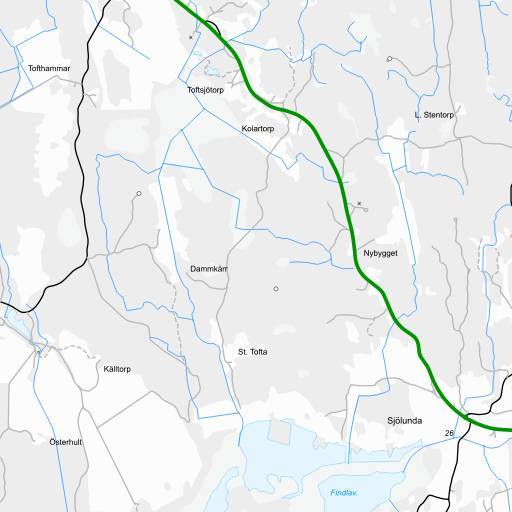 Tofthammar
Toftsjötorp
L. Stentorp
Kolartorp
Nybygget
Dammkärr
St. Tofta
Källtorp
Sjölunda
26
Österhult
Findlav.